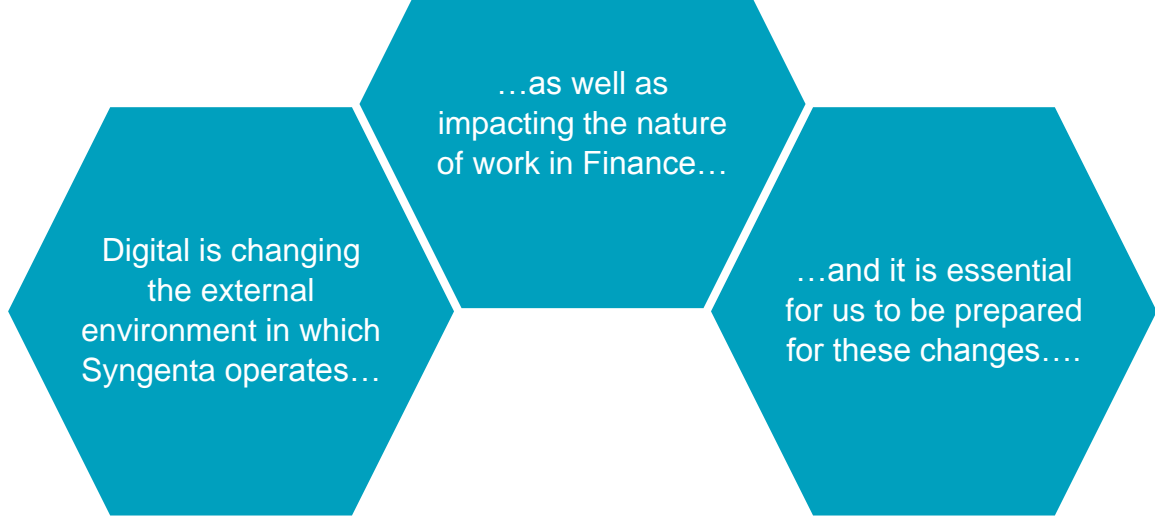 Digital is changing
the external
environment in which
Syngenta operates…
…as well as
impacting the nature
of work in Finance…
…and it is essential
for us to be prepared
for these changes….